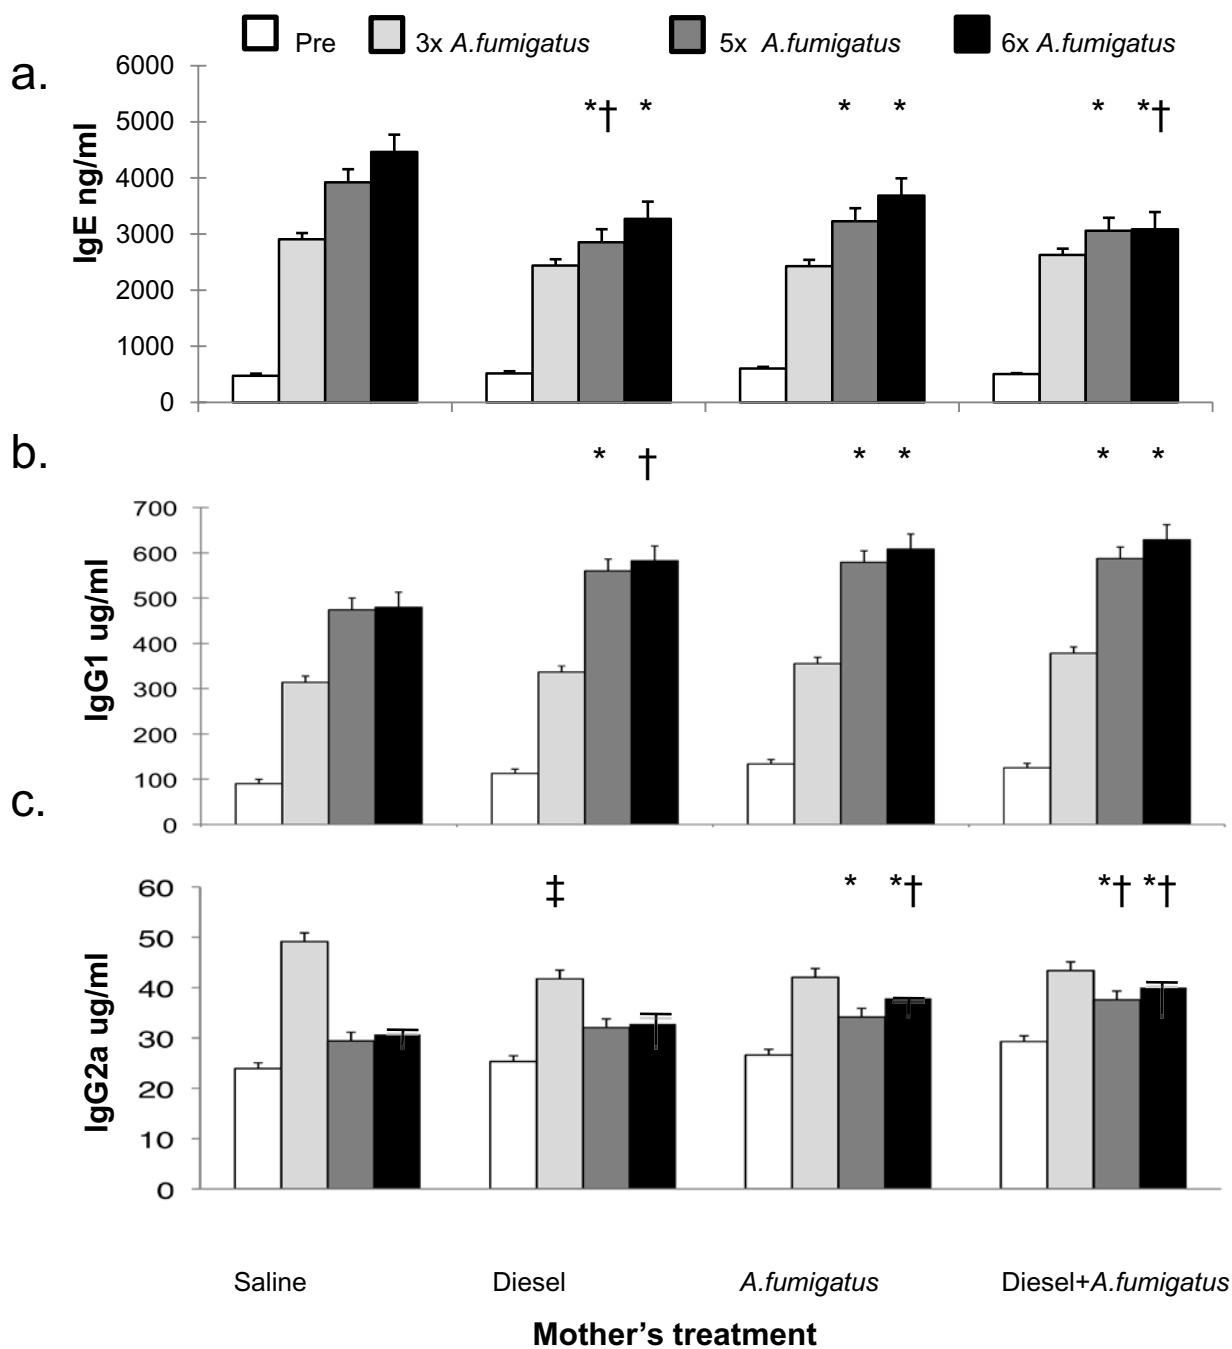 Pre 3x A.fumigatus 5x A.fumigatus 6x A.fumigatus
a.
6000
5000
4000
3000
2000
1000
0
IgE ng/ml
*† * * * * *†
b.
* † * * * *
700
600
500
400
300
200
100
0
IgG1 ug/ml
c.
60
50
40
30
20
10
0
IgG2a ug/ml
‡ * *† *† *†
Saline Diesel A.fumigatus Diesel+A.fumigatus
Mother’s treatment